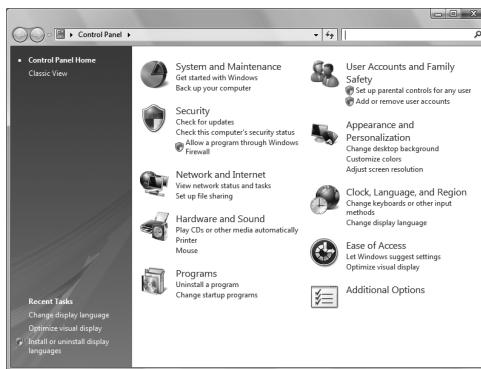 Control Panel
Control Panel Home
Classic View
System and Maintenance
Get started with Windows
Back up your computer
Security
Check for updates
Check this computer's security status
Allow a program through Windows
Firewall
Network and Internet
View network status and tasks
Set up file sharing
Hardware and Sound
Play CDs or other media automatically
Printer
Mouse
Programs
Uninstall a program
Change startup programs
User Accounts and Family
Safety
Set up parental controls for any user
Add or remove user accounts
Appearance and
Personalization
Change desktop background
Customize colors
Adjust screen resolution
Clock, Language, and Region
Change keyboards or other input
methods
Change display language
Ease of Access
Let Windows suggest settings
Optimize visual display
Additional Options
Recent Tasks
Change display language
Optimize visual display
Install or uninstall display
languages